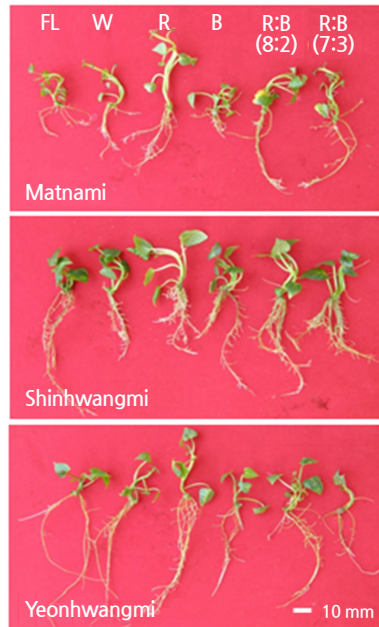 FL W R B R:B R:B
(8:2) (7:3)
Matnami
Shinhwangmi
Yeonhwangmi
10 mm